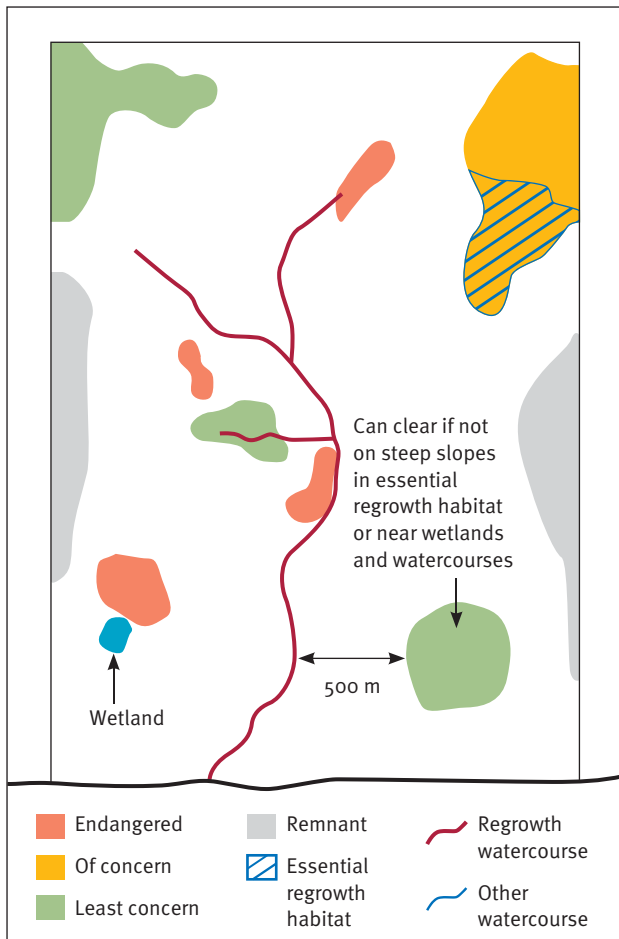 Can clear if not
on steep slopes
in essential
regrowth habitat
or near wetlands
and watercourses
500 m
Wetland
Endangered
Of concern
Least concern
Remnant
Essential
regrowth
habitat
Regrowth
watercourse
Other
watercourse